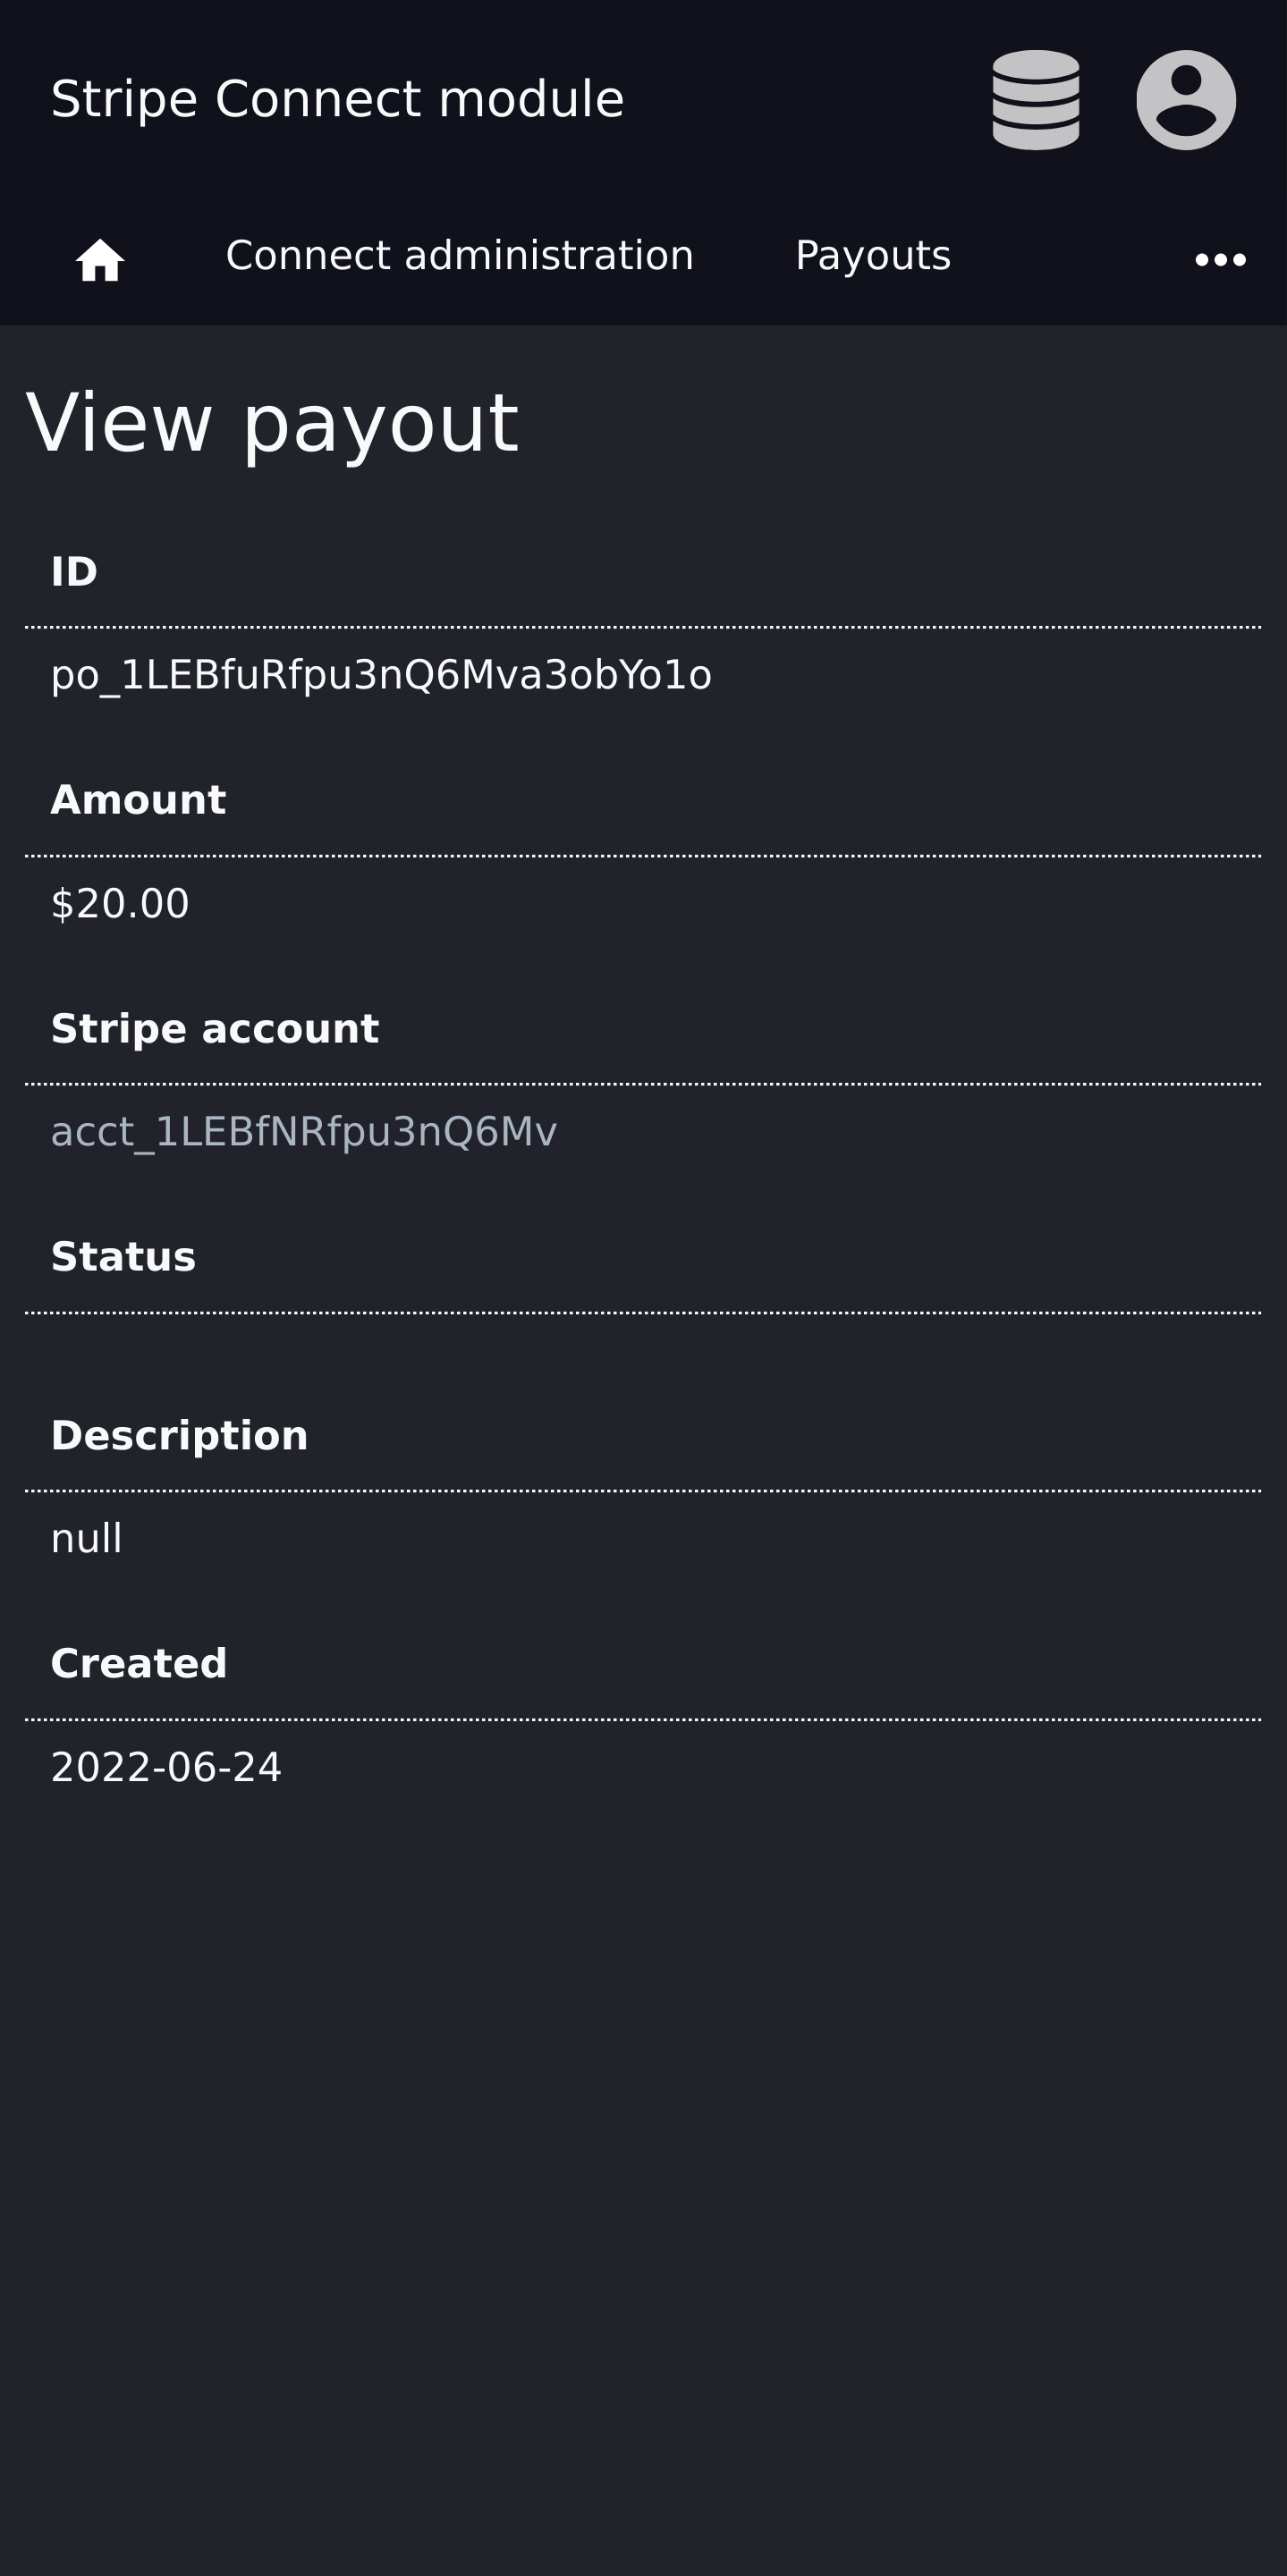 Stripe Connect module
Connect administration Payouts
View payout
ID
po_1LEBfuRfpu3nQ6Mva3obYo1o
Amount
$20.00
Stripe account
acct_1LEBfNRfpu3nQ6Mv
Status
Description
null
Created
2022-06-24